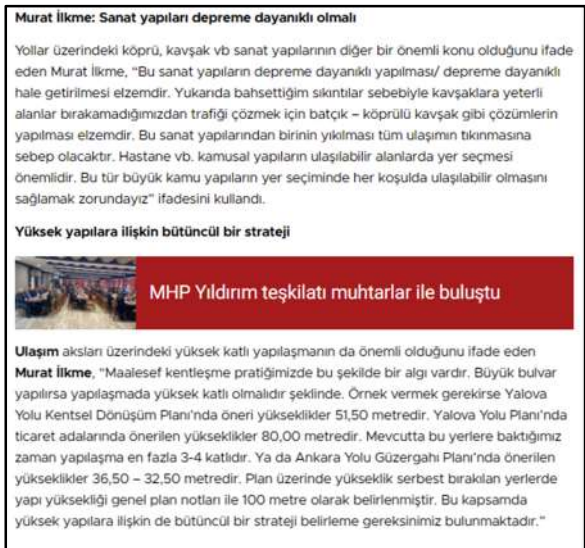 Murat İlkme: Sanat yapıları depreme dayanıklı olmalı
Yollar üzerindeki köprü, kavşak vb sanat yapılarının diğer bir önemli konu olduğunu ifade
eden Murat İlkme, “Bu sanat yapıların depreme dayanıklı yapılması/ depreme dayanıklı
hale getirilmesi elzemdir. Yukarıda bahsettiğim sıkıntılar sebebiyle kavşaklara yeterli
alanlar bırakamadığımızdan trafiği çözmek için batçık – köprülü kavşak gibi çözümlerin
yapılması elzemdir. Bu sanat yapılarından birinin yıkılması tüm ulaşımın tıkınmasına
sebep olacaktır. Hastane vb. kamusal yapıların ulaşılabilir alanlarda yer seçmesi
önemlidir. Bu tür büyük kamu yapıların yer seçiminde her koşulda ulaşılabilir olmasını
sağlamak zorundayız” ifadesini kullandı.
Yüksek yapılara ilişkin bütüncül bir strateji
MHP Yıldırım teşkilatı muhtarlar ile buluştu
Ulaşım aksları üzerindeki yüksek katlı yapılaşmanın da önemli olduğunu ifade eden
Murat İlkme, “Maalesef kentleşme pratiğimizde bu şekilde bir algı vardır. Büyük bulvar
yapılırsa yapılaşmada yüksek katlı olmalıdır şeklinde. Örnek vermek gerekirse Yalova
Yolu Kentsel Dönüşüm Planı’nda öneri yükseklikler 51,50 metredir. Yalova Yolu Planı’nda
ticaret adalarında önerilen yükseklikler 80,00 metredir. Mevcutta bu yerlere baktığımız
zaman yapılaşma en fazla 3-4 katlıdır. Ya da Ankara Yolu Güzergahı Planı’nda önerilen
yükseklikler 36,50 – 32,50 metredir. Plan üzerinde yükseklik serbest bırakılan yerlerde
yapı yüksekliği genel plan notları ile 100 metre olarak belirlenmiştir. Bu kapsamda
yüksek yapılara ilişkin de bütüncül bir strateji belirleme gereksinimiz bulunmaktadır.”